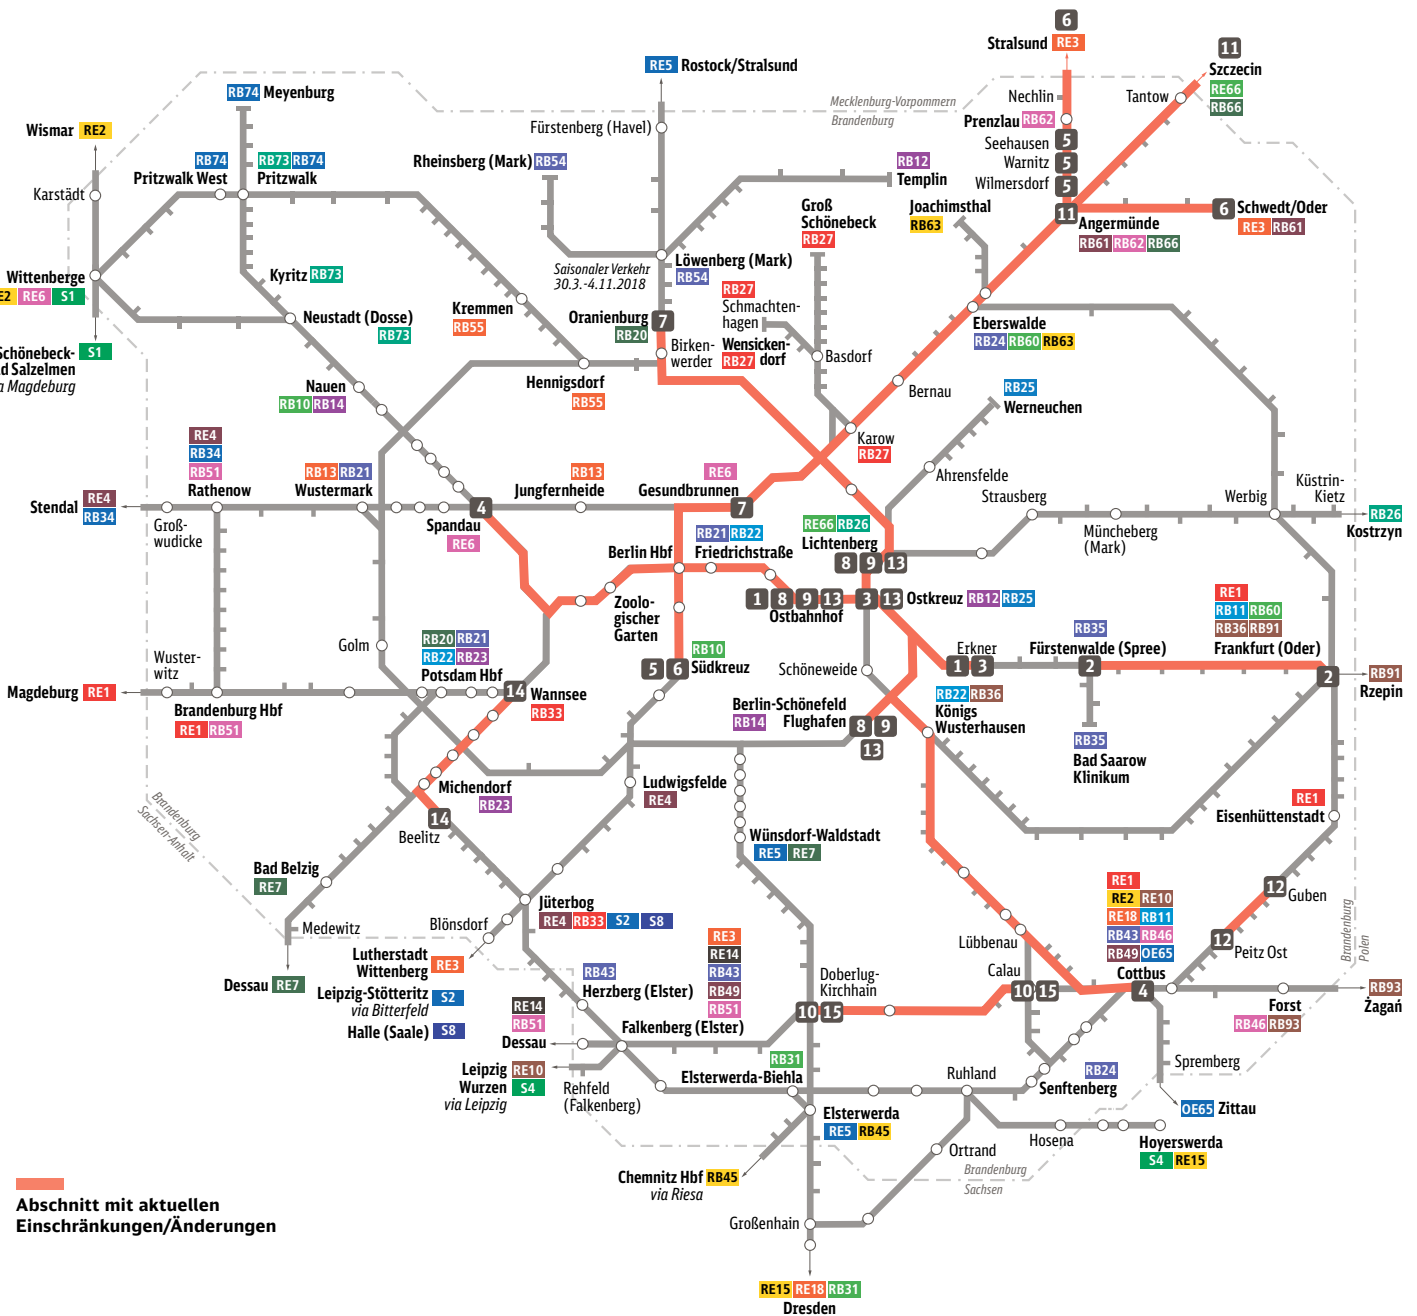 6
Stralsund RE3
11
Szczecin
RE66
RB66
RE5 Rostock/Stralsund
RB74 Meyenburg
Mecklenburg-Vorpommern
Brandenburg
Nechlin
Tantow
Prenzlau RB62
Wismar RE2
Fürstenberg (Havel)
Seehausen 5
Warnitz 5
Wilmersdorf 5
RB74
Pritzwalk West
RB73 RB74
Pritzwalk
Rheinsberg (Mark) RB54
RB12
Templin
Karstädt
Groß
Schönebeck
RB27
Joachimsthal
RB63
11 Angermünde
RB61 RB62 RB66
6 Schwedt/Oder
RE3 RB61
Wittenberge
E2 RE6 S1
Kyritz RB73
Saisonaler Verkehr
30.3.-4.11.2018
Löwenberg (Mark)
RB54
RB27
Schmachten-
hagen
Wensicken-
dorf
RB27
Kremmen
RB55
Oranienburg 7
RB20
Birken-
werder
Neustadt (Dosse)
RB73
Basdorf
Eberswalde
RB24 RB60 RB63
Schönebeck-
d Salzelmen
a Magdeburg
S1
Hennigsdorf
RB55
Nauen
RB10 RB14
Bernau
RB25
Werneuchen
Karow
RB27
RE4
RB34
RB51
Rathenow
RB13 RB21
Wustermark
RB13
Jungfernheide
RE6
Gesundbrunnen
7
Ahrensfelde
Strausberg
Werbig
Küstrin-
Kietz
Stendal RE4
RB34
Groß-
wudicke
4
Spandau
RE6
RB21 RB22
Friedrichstraße
Berlin Hbf
RE66 RB26
Lichtenberg
8 9 13
Müncheberg
(Mark)
RB26
Kostrzyn
Zoolo-
gischer
Garten
1 8 9 13
Ostbahnhof
3 13 Ostkreuz RB12 RB25
RE1
RB11 RB60
RB36 RB91
Frankfurt (Oder)
2
Golm
RB20 RB21
RB22 RB23
Potsdam Hbf
RB10
5 6 Südkreuz
Schöneweide
Erkner
1 3
RB35
Fürstenwalde (Spree)
2
Wuster-
witz
Magdeburg RE1
Brandenburg Hbf
RE1 RB51
14 Wannsee
RB33
Berlin-Schönefeld
Flughafen
RB14
8 9
13
RB22 RB36
Königs
Wusterhausen
RB91
Rzepin
RB35
Bad Saarow
Klinikum
Michendorf
RB23
Ludwigsfelde
RE4
RE1
Eisenhüttenstadt
Brandenburg
Sachsen-Anhalt
14
Beelitz
Wünsdorf-Waldstadt
RE5 RE7
Bad Belzig
RE7
12
Guben
RE1
RE2 RE10
RE18 RB11
RB43 RB46
RB49 OE65
Cottbus
4
Jüterbog
RE4 RB33 S2 S8
Medewitz
Blönsdorf
Lübbenau
12
Peitz Ost
Brandenburg
Polen
Lutherstadt
Wittenberg RE3
RE3
RE14
RB43
RB49
RB51
Falkenberg (Elster)
RB43
Herzberg (Elster)
Doberlug-
Kirchhain
10 15
Calau
10 15
Dessau RE7
Leipzig-Stötteritz
via Bitterfeld
S2
Halle (Saale) S8
Forst
RB46 RB93
RB93
Żagań
RE14
RB51
Dessau
Leipzig RE10
Wurzen S4
via Leipzig
Rehfeld
(Falkenberg)
RB31
Elsterwerda-Biehla
Ruhland
RB24
Senftenberg
Spremberg
Elsterwerda
RE5 RB45
OE65 Zittau
Hosena
Hoyerswerda
S4 RE15
Ortrand
Brandenburg
Sachsen
Chemnitz Hbf RB45
via Riesa
Großenhain
Abschnitt mit aktuellen
Einschränkungen/Änderungen
RE15 RE18 RB31
Dresden